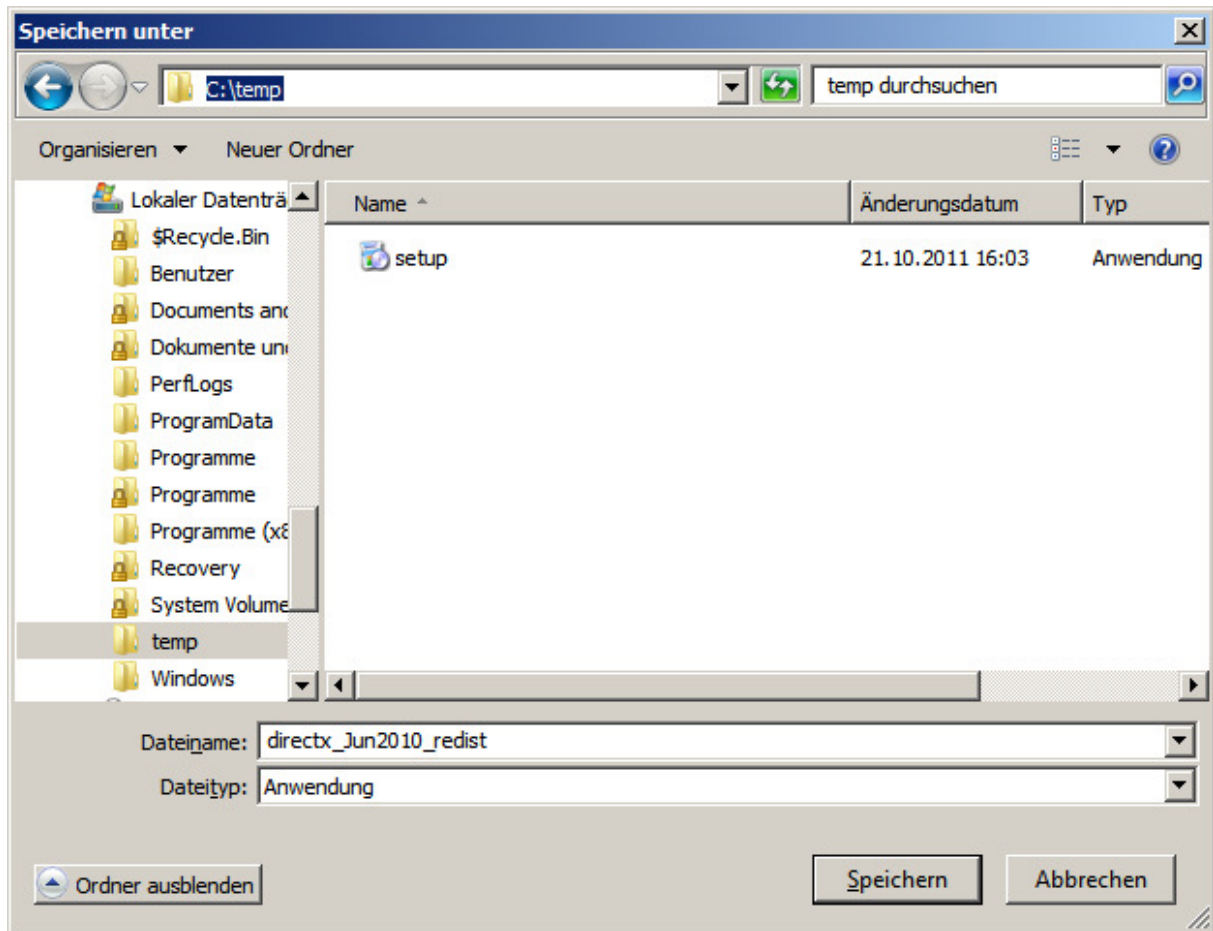 Speichern unter
C:\temp
temp durchsuchen
Organisieren
Neuer Ordner
Lokaler Datenträ
Name
Änderungsdatum
Typ
$Recycle.Bin
Benutzer
Documents and
Dokumente und
PerfLogs
ProgramData
Programme
Programme
Programme (x8
Recovery
System Volume
temp
Windows
setup
21.10.2011 16:03
Anwendung
Dateiname: directx_Jun2010_redist
Dateityp: Anwendung
Ordner ausblenden
Speichern
Abbrechen